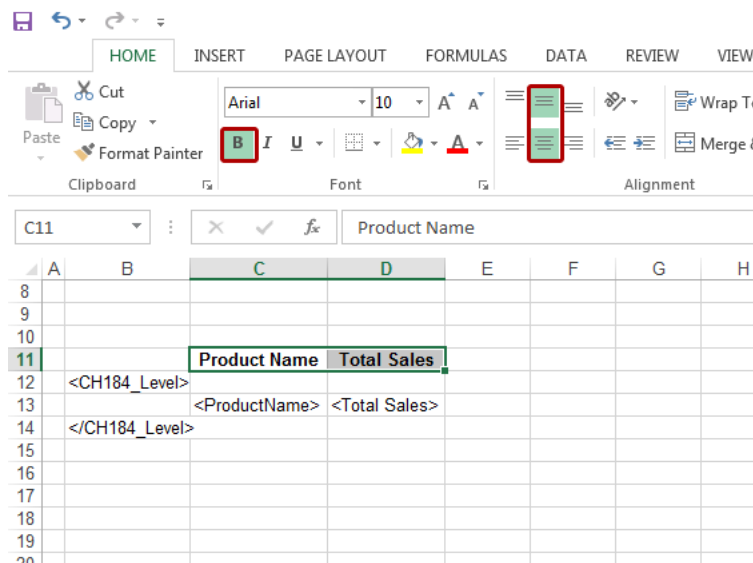 HOME INSERT PAGE LAYOUT FORMULAS DATA REVIEW VIEW
Cut
Copy
Paste
Format Painter
Arial 10 A A
Wrap T
B I U A
Merge &
Clipboard Font Alignment
C11 fx Product Name
A B C D E F G H
8
9
10
11 Product Name Total Sales
12 <CH184_Level>
13 <ProductName> <Total Sales>
14 </CH184_Level>
15
16
17
18
19
20